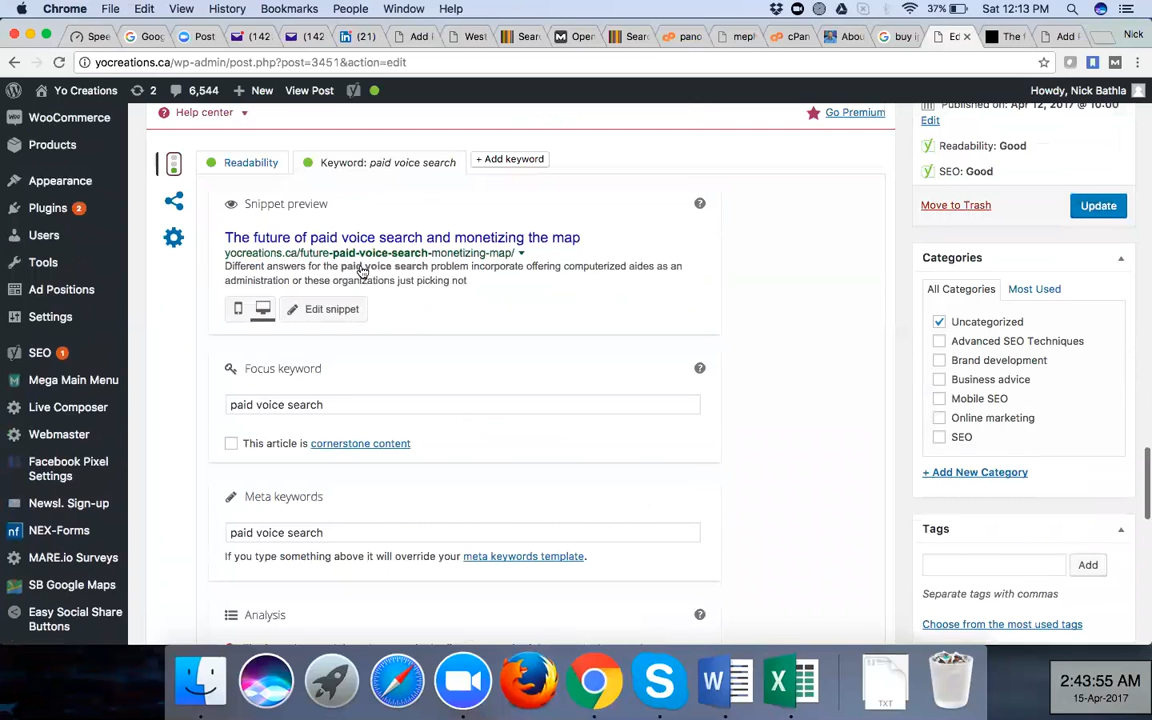 Chrome File Edit View History Bookmarks People Window Help
37% Sat 12:13 PM
Spee
Goog
Post
(142
(142
(21)
Add I
West
Sear
Open
Sear
pano
mepl
cPan
Abou
buy i
Ec
The f
Add I
Nick
yocreations.ca/wp-admin/post.php?post=3451&action=edit
Yo Creations 2 6,544 New View Post
Howdy, Nick Bathla
WooCommerce
Products
Appearance
Plugins 2
Users
Tools
Ad Positions
Settings
SEO 1
Mega Main Menu
Live Composer
Webmaster
Facebook Pixel
Settings
Newsl. Sign-up
NEX-Forms
MARE.io Surveys
SB Google Maps
Easy Social Share
Buttons
Help center
Go Premium
Readability
Keyword: paid voice search
+ Add keyword
Snippet preview
The future of paid voice search and monetizing the map
yocreations.ca/future-paid-voice-search-monetizing-map/
Different answers for the paid voice search problem incorporate offering computerized aides as an
administration or these organizations just picking not
Edit snippet
Focus keyword
paid voice search
This article is cornerstone content
Meta keywords
paid voice search
If you type something above it will override your meta keywords template.
Analysis
Published on: Apr 12, 2017 @ 10:00
Edit
Readability: Good
SEO: Good
Move to Trash
Update
Categories
All Categories
Most Used
Uncategorized
Advanced SEO Techniques
Brand development
Business advice
Mobile SEO
Online marketing
SEO
+ Add New Category
Tags
Add
Separate tags with commas
Choose from the most used tags
TXT
2:43:55 AM
15-Apr-2017